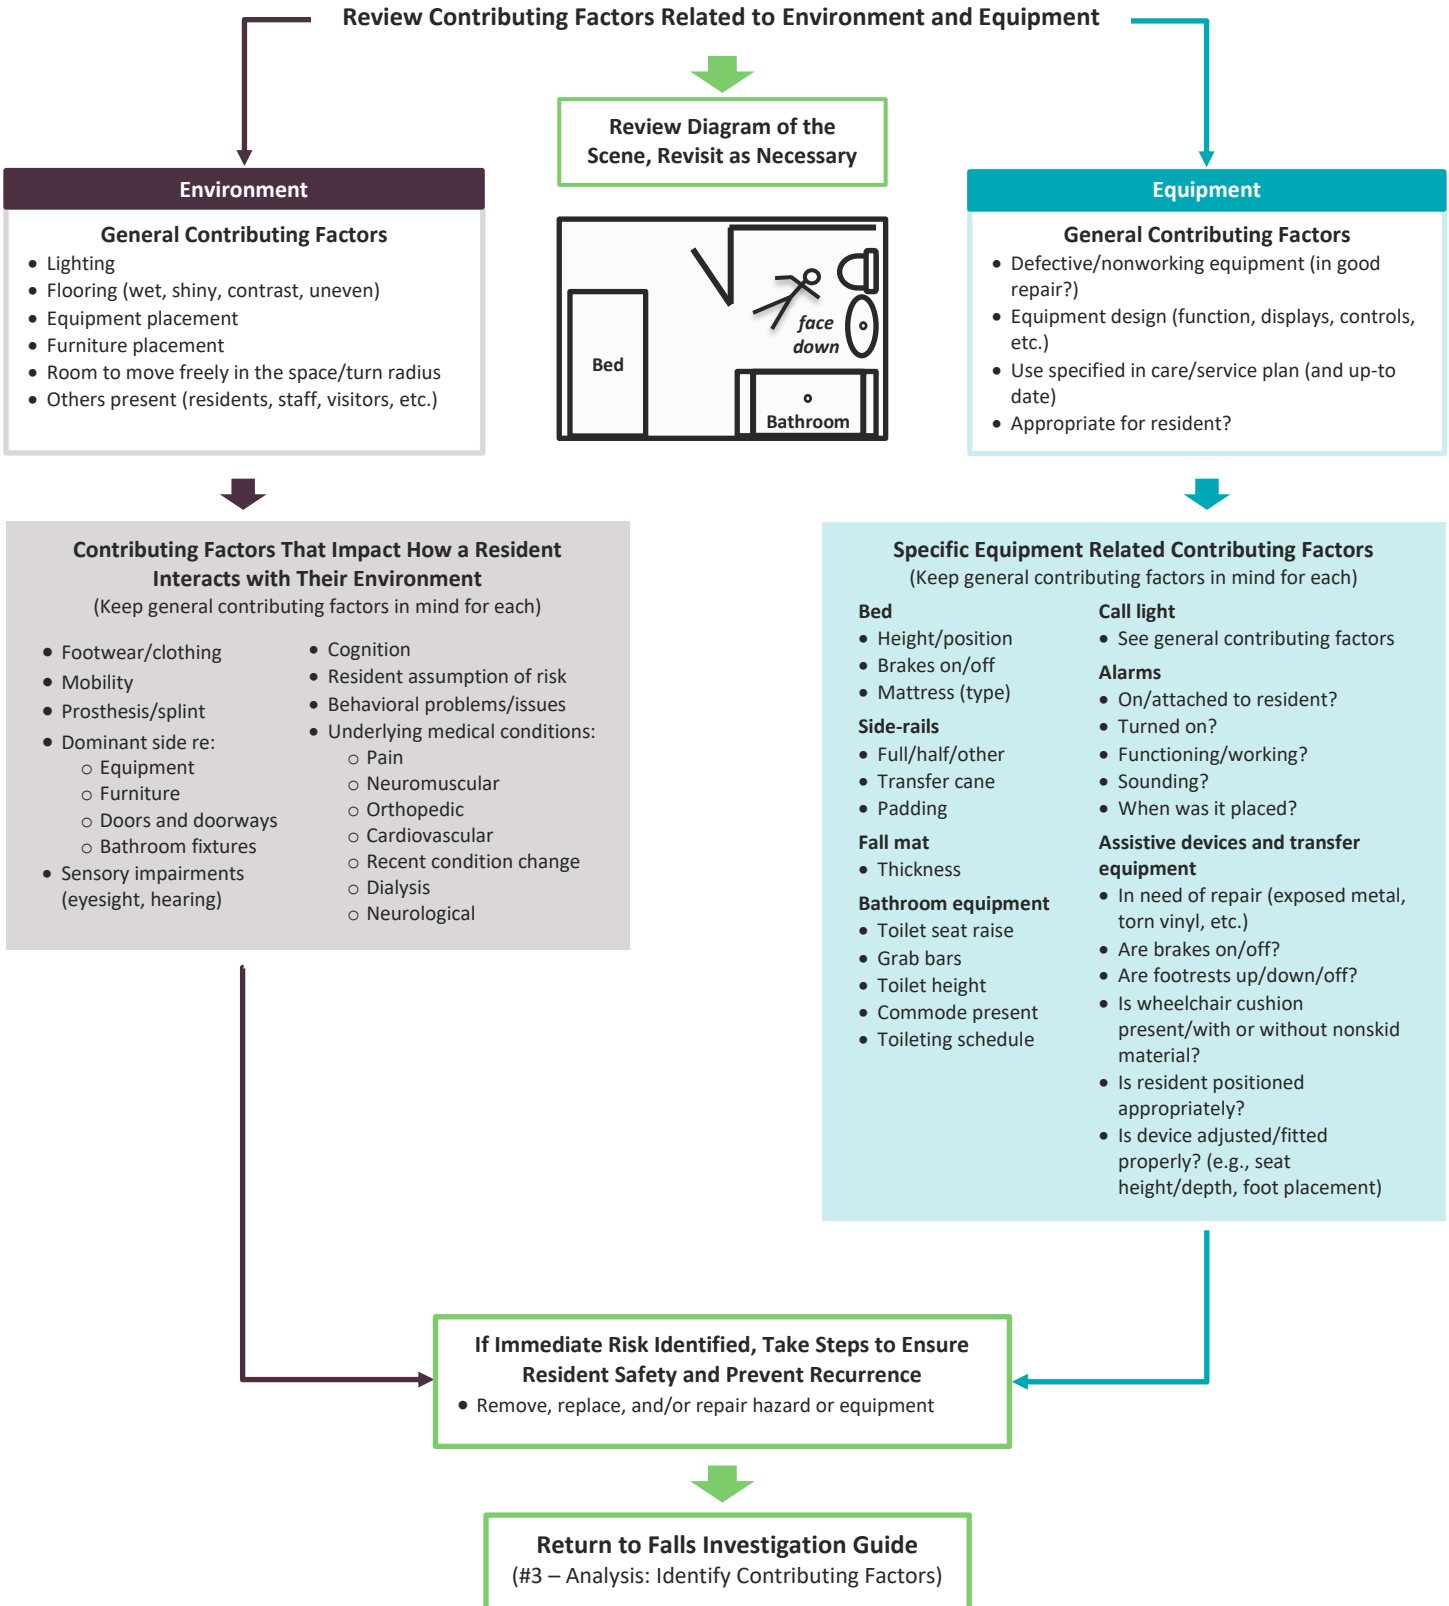 Review Contributing Factors Related to Environment and Equipment
Review Diagram of the
Scene, Revisit as Necessary
Environment
General Contributing Factors
• Lighting
• Flooring (wet, shiny, contrast, uneven)
• Equipment placement
• Furniture placement
• Room to move freely in the space/turn radius
• Others present (residents, staff, visitors, etc.)
face
down
Bed
Bathroom
Equipment
General Contributing Factors
• Defective/nonworking equipment (in good
repair?)
• Equipment design (function, displays, controls,
etc.)
• Use specified in care/service plan (and up-to
date)
• Appropriate for resident?
Contributing Factors That Impact How a Resident
Interacts with Their Environment
(Keep general contributing factors in mind for each)
• Footwear/clothing
• Mobility
• Prosthesis/splint
• Dominant side re:
o Equipment
o Furniture
o Doors and doorways
o Bathroom fixtures
• Sensory impairments
(eyesight, hearing)
• Cognition
• Resident assumption of risk
• Behavioral problems/issues
• Underlying medical conditions:
o Pain
o Neuromuscular
o Orthopedic
o Cardiovascular
o Recent condition change
o Dialysis
o Neurological
Specific Equipment Related Contributing Factors
(Keep general contributing factors in mind for each)
Bed
• Height/position
• Brakes on/off
• Mattress (type)
Side-rails
• Full/half/other
• Transfer cane
• Padding
Fall mat
• Thickness
Bathroom equipment
• Toilet seat raise
• Grab bars
• Toilet height
• Commode present
• Toileting schedule
Call light
• See general contributing factors
Alarms
• On/attached to resident?
• Turned on?
• Functioning/working?
• Sounding?
• When was it placed?
Assistive devices and transfer
equipment
• In need of repair (exposed metal,
torn vinyl, etc.)
• Are brakes on/off?
• Are footrests up/down/off?
• Is wheelchair cushion
present/with or without nonskid
material?
• Is resident positioned
appropriately?
• Is device adjusted/fitted
properly? (e.g., seat
height/depth, foot placement)
If Immediate Risk Identified, Take Steps to Ensure
Resident Safety and Prevent Recurrence
• Remove, replace, and/or repair hazard or equipment
Return to Falls Investigation Guide
(#3 – Analysis: Identify Contributing Factors)